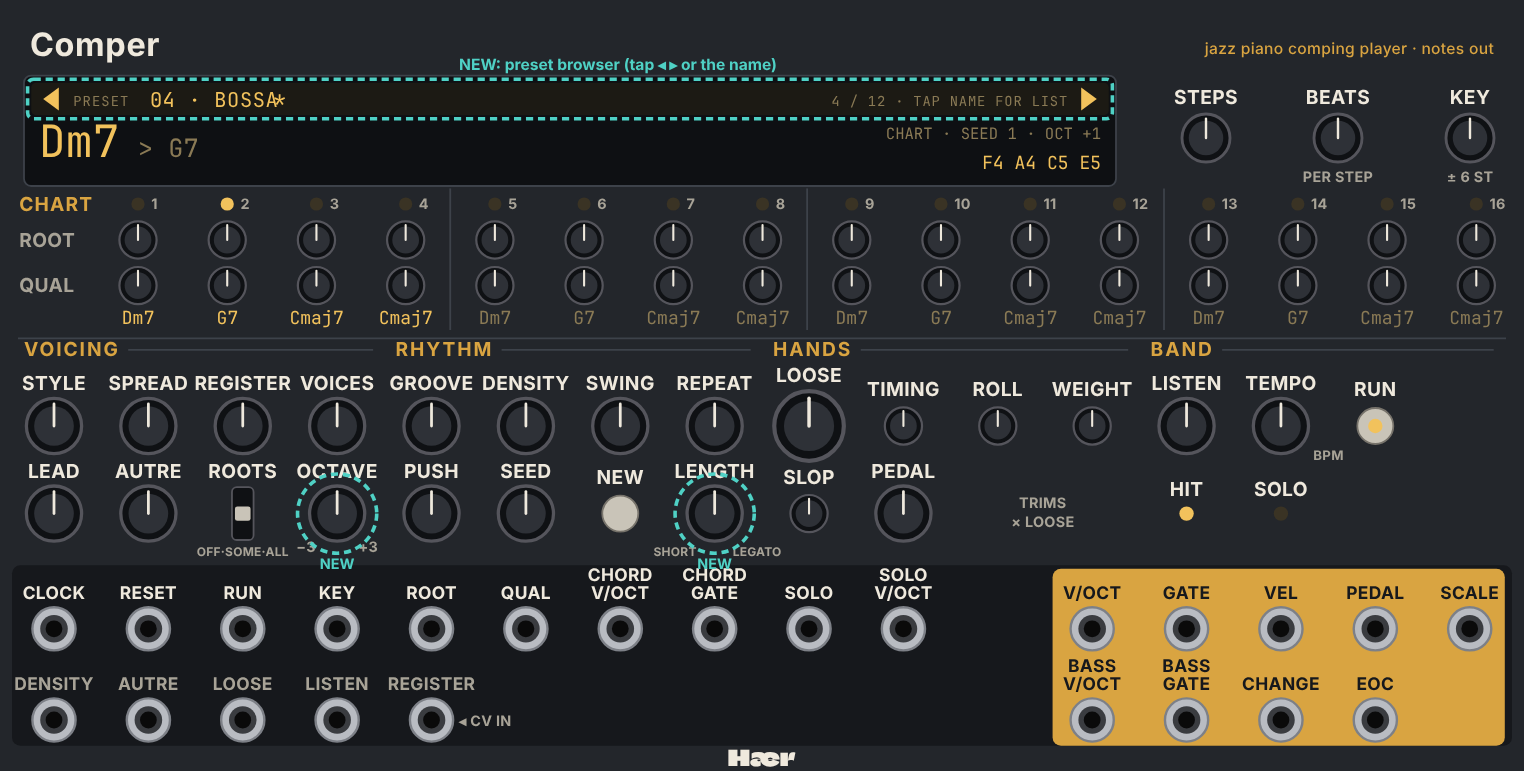 Comper
jazz piano comping player · notes out
NEW: preset browser (tap ◂ ▸ or the name)
PRESET 04 · BOSSA* 4 / 12 · TAP NAME FOR LIST
Dm7 > G7
CHART · SEED 1 · OCT +1
F4 A4 C5 E5
STEPS BEATS KEY
PER STEP ± 6 ST
CHART 1 2 3 4 5 6 7 8 9 10 11 12 13 14 15 16
ROOT
QUAL
Dm7 G7 Cmaj7 Cmaj7 Dm7 G7 Cmaj7 Cmaj7 Dm7 G7 Cmaj7 Cmaj7 Dm7 G7 Cmaj7 Cmaj7
VOICING RHYTHM HANDS BAND
STYLE SPREAD REGISTER VOICES GROOVE DENSITY SWING REPEAT LOOSE TIMING ROLL WEIGHT LISTEN TEMPO RUN
BPM
LEAD AUTRE ROOTS OCTAVE PUSH SEED NEW LENGTH SLOP PEDAL HIT SOLO
TRIMS
× LOOSE
OFF·SOME·ALL −3 +3 SHORT LEGATO
NEW NEW
CLOCK RESET RUN KEY ROOT QUAL CHORD V/OCT CHORD GATE SOLO SOLO V/OCT V/OCT GATE VEL PEDAL SCALE
DENSITY AUTRE LOOSE LISTEN REGISTER BASS V/OCT BASS GATE CHANGE EOC
◂ CV IN
Hær